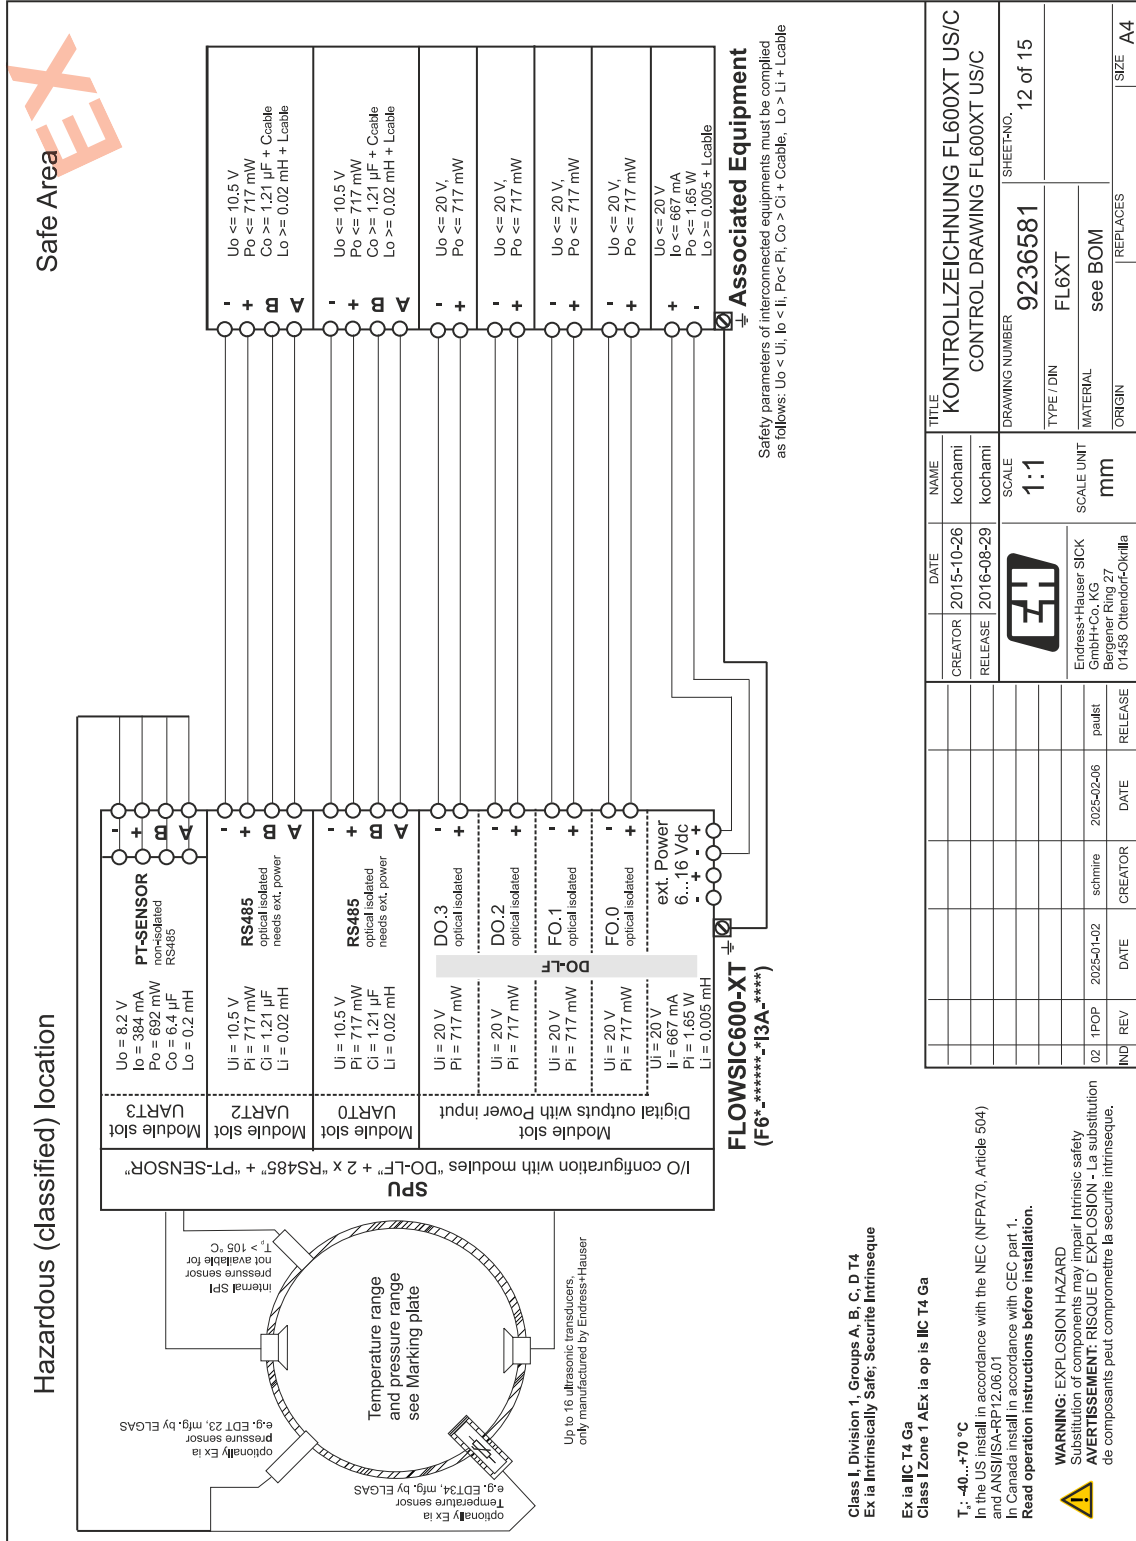 EX
Hazardous (classified) location
Safe Area
optionally Ex ia
pressure sensor
e.g. EDT 23, mfg. by ELGAS
internal SPI
pressure sensor
not available for
Tₚ > 105 °C
Temperature range
and pressure range
see Marking plate
optionally Ex ia
Temperature sensor
e.g. EDT34, mfg. by ELGAS
Up to 16 ultrasonic transducers,
only manufactured by Endress+Hauser
SPU
I/O configuration with modules "DO-LF" + 2 x "RS485" + "PT-SENSOR"
Module slot
UART3
Uo = 8.2 V
Io = 384 mA
Po = 692 mW
Co = 6.4 µF
Lo = 0.2 mH
PT-SENSOR
non-isolated
RS485
-
+
B
A
Module slot
UART2
Ui = 10.5 V
Pi = 717 mW
Ci = 1.21 µF
Li = 0.02 mH
RS485
optical isolated
needs ext. power
-
+
B
A
Module slot
UART0
Ui = 10.5 V
Pi = 717 mW
Ci = 1.21 µF
Li = 0.02 mH
RS485
optical isolated
needs ext. power
-
+
B
A
Module slot
Digital outputs with Power input
DO-LF
Ui = 20 V
Pi = 717 mW
DO.3
optical isolated
-
+
Ui = 20 V
Pi = 717 mW
DO.2
optical isolated
-
+
Ui = 20 V
Pi = 717 mW
FO.1
optical isolated
-
+
Ui = 20 V
Pi = 717 mW
FO.0
optical isolated
-
+
Ui = 20 V
Ii = 667 mA
Pi = 1.65 W
Li = 0.005 mH
ext. Power
6...16 Vdc
- + - +
FLOWSIC600-XT
(F6*-******-*I3A-****)
-
+
B
A
Uo <= 10.5 V
Po <= 717 mW
Co >= 1.21 µF + Ccable
Lo >= 0.02 mH + Lcable
-
+
B
A
Uo <= 10.5 V
Po <= 717 mW
Co >= 1.21 µF + Ccable
Lo >= 0.02 mH + Lcable
-
+
Uo <= 20 V,
Po <= 717 mW
-
+
Uo <= 20 V,
Po <= 717 mW
-
+
Uo <= 20 V,
Po <= 717 mW
-
+
Uo <= 20 V,
Po <= 717 mW
+
-
Uo <= 20 V
Io <= 667 mA
Po <= 1.65 W
Lo >= 0.005 + Lcable
Associated Equipment
Safety parameters of interconnected equipments must be complied
as follows: Uo < Ui, Io < Ii, Po< Pi, Co > Ci + Ccable, Lo > Li + Lcable
Class I, Division 1, Groups A, B, C, D T4
Ex ia Intrinsically Safe; Securite Intrinseque
Ex ia IIC T4 Ga
Class I Zone 1 AEx ia op is IIC T4 Ga
Tₐ: -40...+70 °C
In the US install in accordance with the NEC (NFPA70, Article 504)
and ANSI/ISA-RP12.06.01
In Canada install in accordance with CEC part 1.
Read operation instructions before installation.
WARNING: EXPLOSION HAZARD
Substitution of components may impair Intrinsic safety
AVERTISSEMENT: RISQUE D' EXPLOSION - La substitution
de composants peut compromettre la securite intrinseque.
02 1POP 2025-01-02 schmire 2025-02-06 paulst
IND REV DATE CREATOR DATE RELEASE
DATE NAME
CREATOR 2015-10-26 kochami
RELEASE 2016-08-29 kochami
EH
Endress+Hauser SICK
GmbH+Co. KG
Bergener Ring 27
01458 Ottendorf-Okrilla
SCALE
1:1
SCALE UNIT
mm
TITLE
KONTROLLZEICHNUNG FL600XT US/C
CONTROL DRAWING FL600XT US/C
DRAWING NUMBER
9236581
SHEET-NO.
12 of 15
TYPE / DIN
FL6XT
MATERIAL
see BOM
ORIGIN
REPLACES
SIZE A4